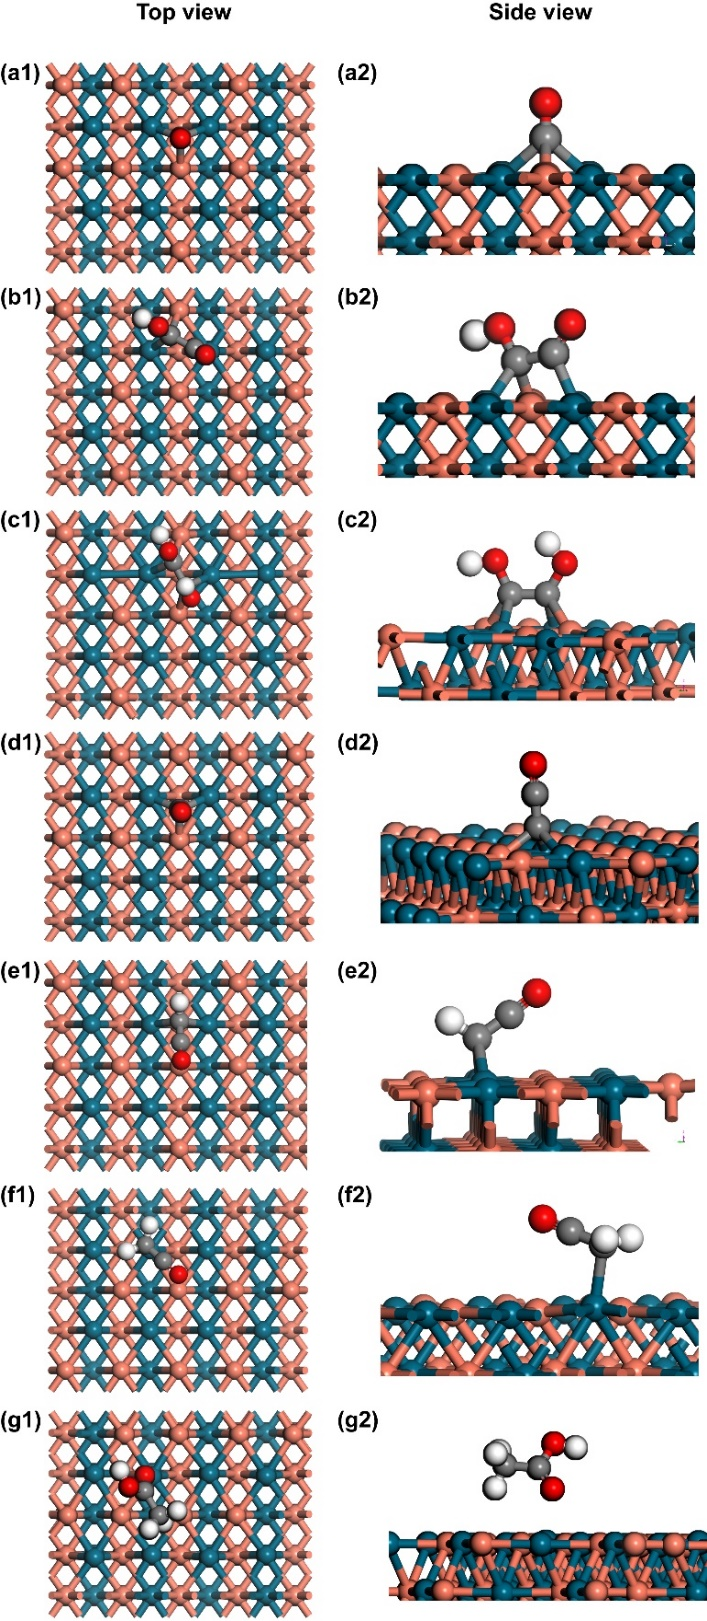 Top view Side view
(a1) (a2)
(b1) (b2)
(c1) (c2)
(d1) (d2)
(e1) (e2)
(f1) (f2)
(g1) (g2)